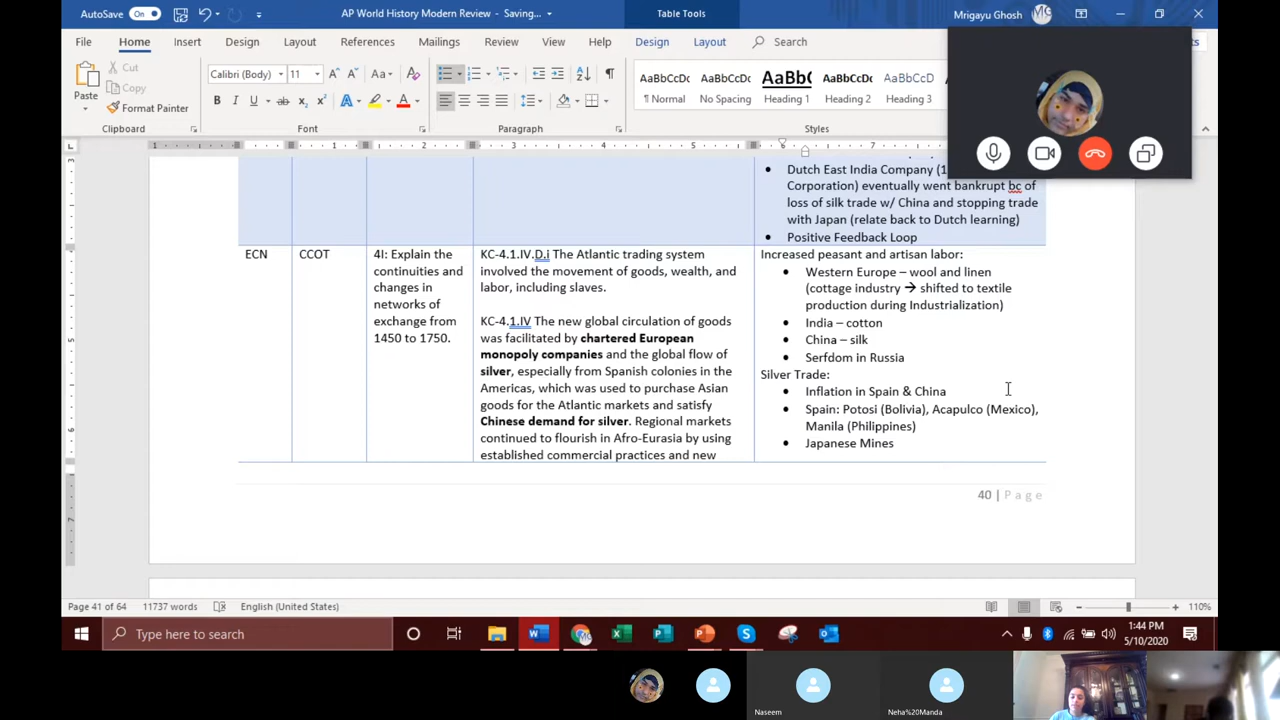 AutoSave On AP World History Modern Review - Saving... Table Tools Mrigayu Ghosh MG
File Home Insert Design Layout References Mailings Review View Help Design Layout Search
Paste Cut Copy Format Painter
Calibri (Body) 11
AaBbCcDc AaBbCcDc AaBbC AaBbCcD AaBbCcD
¶ Normal No Spacing Heading 1 Heading 2 Heading 3
Clipboard Font Paragraph Styles
Dutch East India Company (1
Corporation) eventually went bankrupt bc of
loss of silk trade w/ China and stopping trade
with Japan (relate back to Dutch learning)
Positive Feedback Loop
ECN
CCOT
4I: Explain the
continuities and
changes in
networks of
exchange from
1450 to 1750.
KC-4.1.IV.D.i The Atlantic trading system
involved the movement of goods, wealth, and
labor, including slaves.
KC-4.1.IV The new global circulation of goods
was facilitated by chartered European
monopoly companies and the global flow of
silver, especially from Spanish colonies in the
Americas, which was used to purchase Asian
goods for the Atlantic markets and satisfy
Chinese demand for silver. Regional markets
continued to flourish in Afro-Eurasia by using
established commercial practices and new
Increased peasant and artisan labor:
Western Europe – wool and linen
(cottage industry → shifted to textile
production during Industrialization)
India – cotton
China – silk
Serfdom in Russia
Silver Trade:
Inflation in Spain & China
Spain: Potosi (Bolivia), Acapulco (Mexico),
Manila (Philippines)
Japanese Mines
40 | Page
Page 41 of 64 11737 words English (United States) 110%
Type here to search
1:44 PM
5/10/2020
Naseem
Neha%20Manda